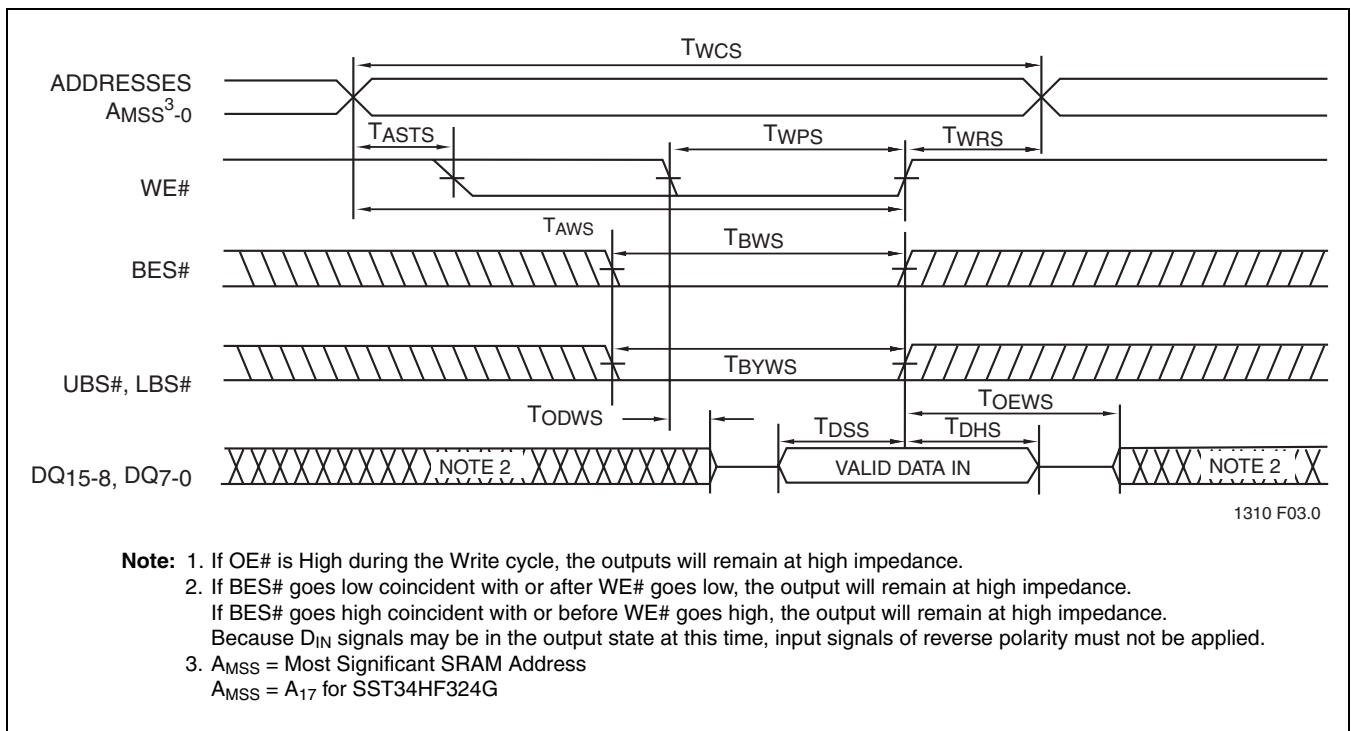 TWCS
ADDRESSES
AMSS3-0
TASTS
TWPS
TWRS
WE#
TAWS
TBWS
BES#
TBYWS
UBS#, LBS#
TODWS
TOEWS
TDSS
TDHS
DQ15-8, DQ7-0
NOTE 2
VALID DATA IN
NOTE 2
1310 F03.0
Note: 1. If OE# is High during the Write cycle, the outputs will remain at high impedance.
2. If BES# goes low coincident with or after WE# goes low, the output will remain at high impedance.
If BES# goes high coincident with or before WE# goes high, the output will remain at high impedance.
Because DIN signals may be in the output state at this time, input signals of reverse polarity must not be applied.
3. AMSS = Most Significant SRAM Address
AMSS = A17 for SST34HF324G